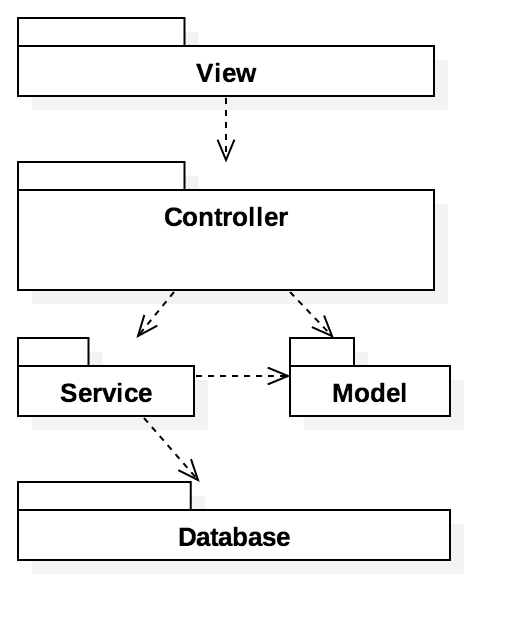 View
Controller
Service
Model
Database